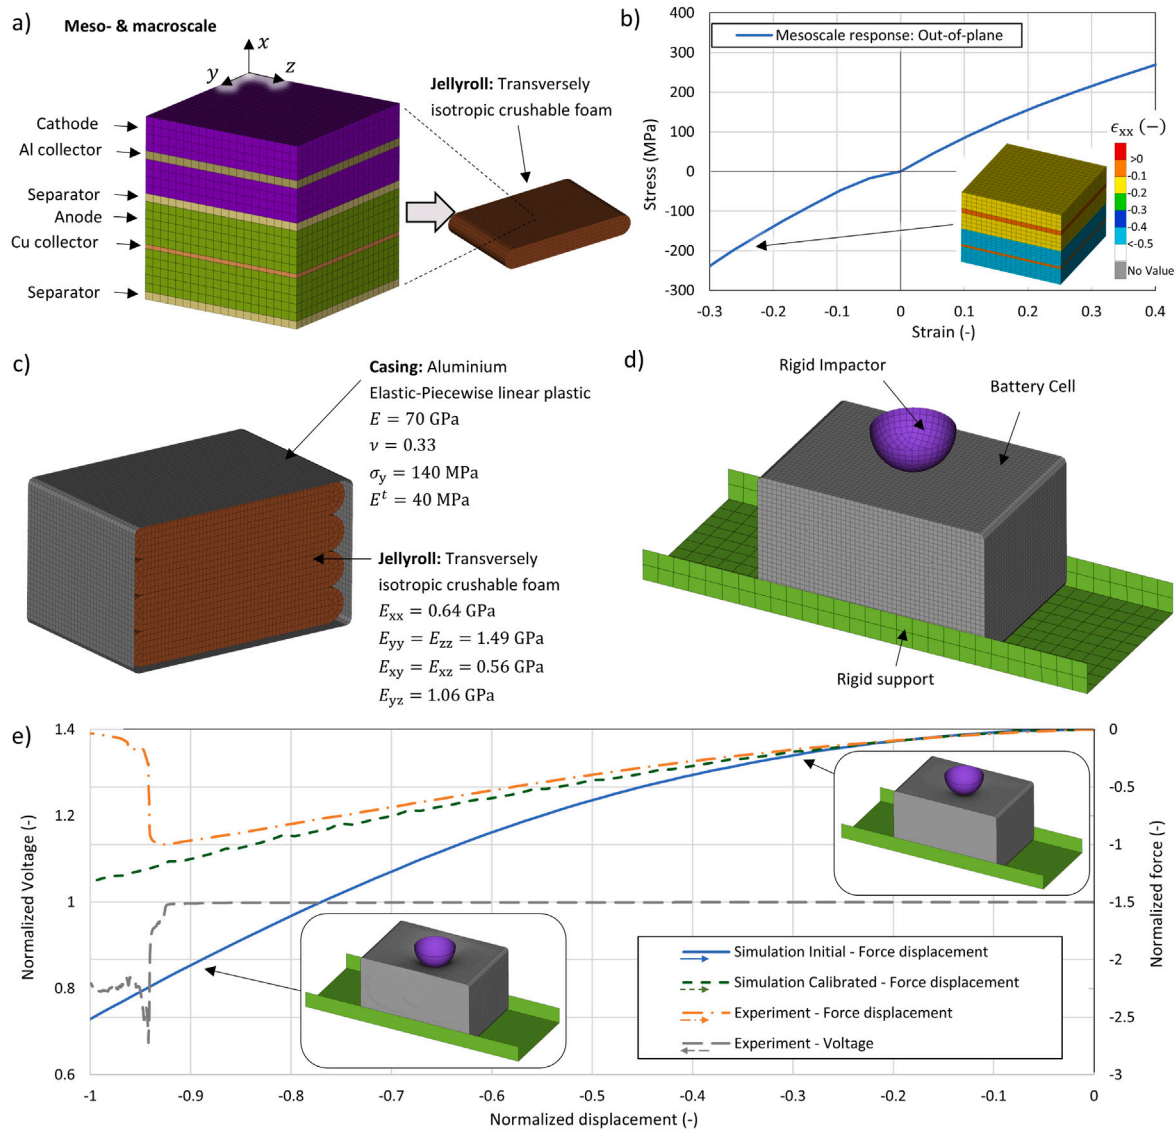 a)
Meso- & macroscale
x
y
z
Cathode
Al collector
Separator
Anode
Cu collector
Separator
Jellyroll: Transversely
isotropic crushable foam
b)
400
300
200
100
0
-100
-200
-300
Stress (MPa)
Mesoscale response: Out-of-plane
ϵxx (−)
>0
-0.1
-0.2
-0.3
-0.4
<-0.5
No Value
-0.3
-0.2
-0.1
0
0.1
0.2
0.3
0.4
Strain (-)
c)
Casing: Aluminium
Elastic-Piecewise linear plastic
E = 70 GPa
ν = 0.33
σy = 140 MPa
E^t = 40 MPa
Jellyroll: Transversely
isotropic crushable foam
Exx = 0.64 GPa
Eyy = Ezz = 1.49 GPa
Exy = Exz = 0.56 GPa
Eyz = 1.06 GPa
d)
Rigid Impactor
Battery Cell
Rigid support
e)
1.4
1.2
1
0.8
0.6
Normalized Voltage (-)
0
-0.5
-1
-1.5
-2
-2.5
-3
Normalized force (-)
Simulation Initial - Force displacement
Simulation Calibrated - Force displacement
Experiment - Force displacement
Experiment - Voltage
-1
-0.9
-0.8
-0.7
-0.6
-0.5
-0.4
-0.3
-0.2
-0.1
0
Normalized displacement (-)